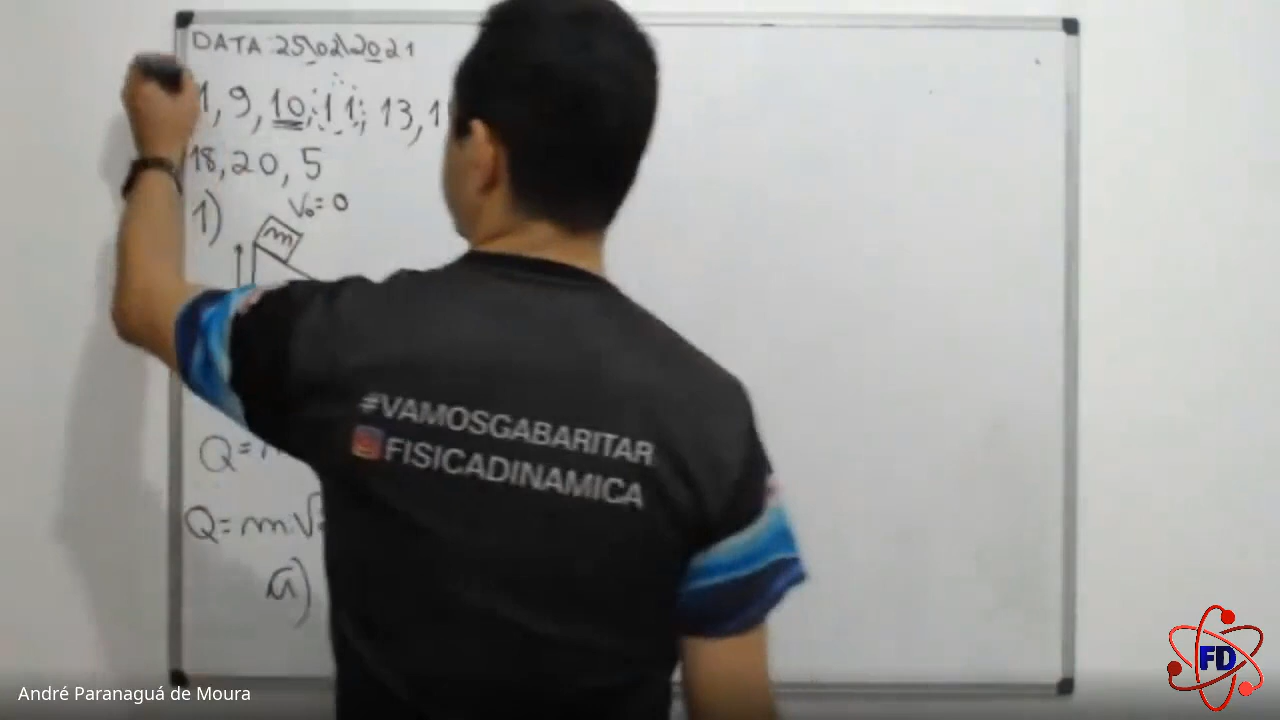 DATA: 25\02\2021
1, 9, 10, 11, 13, 1
18, 20, 5
1)
V₀ = 0
m
#VAMOSGABARITAR
FISICADINAMICA
Q =
Q = m√
a)
André Paranaguá de Moura
FD